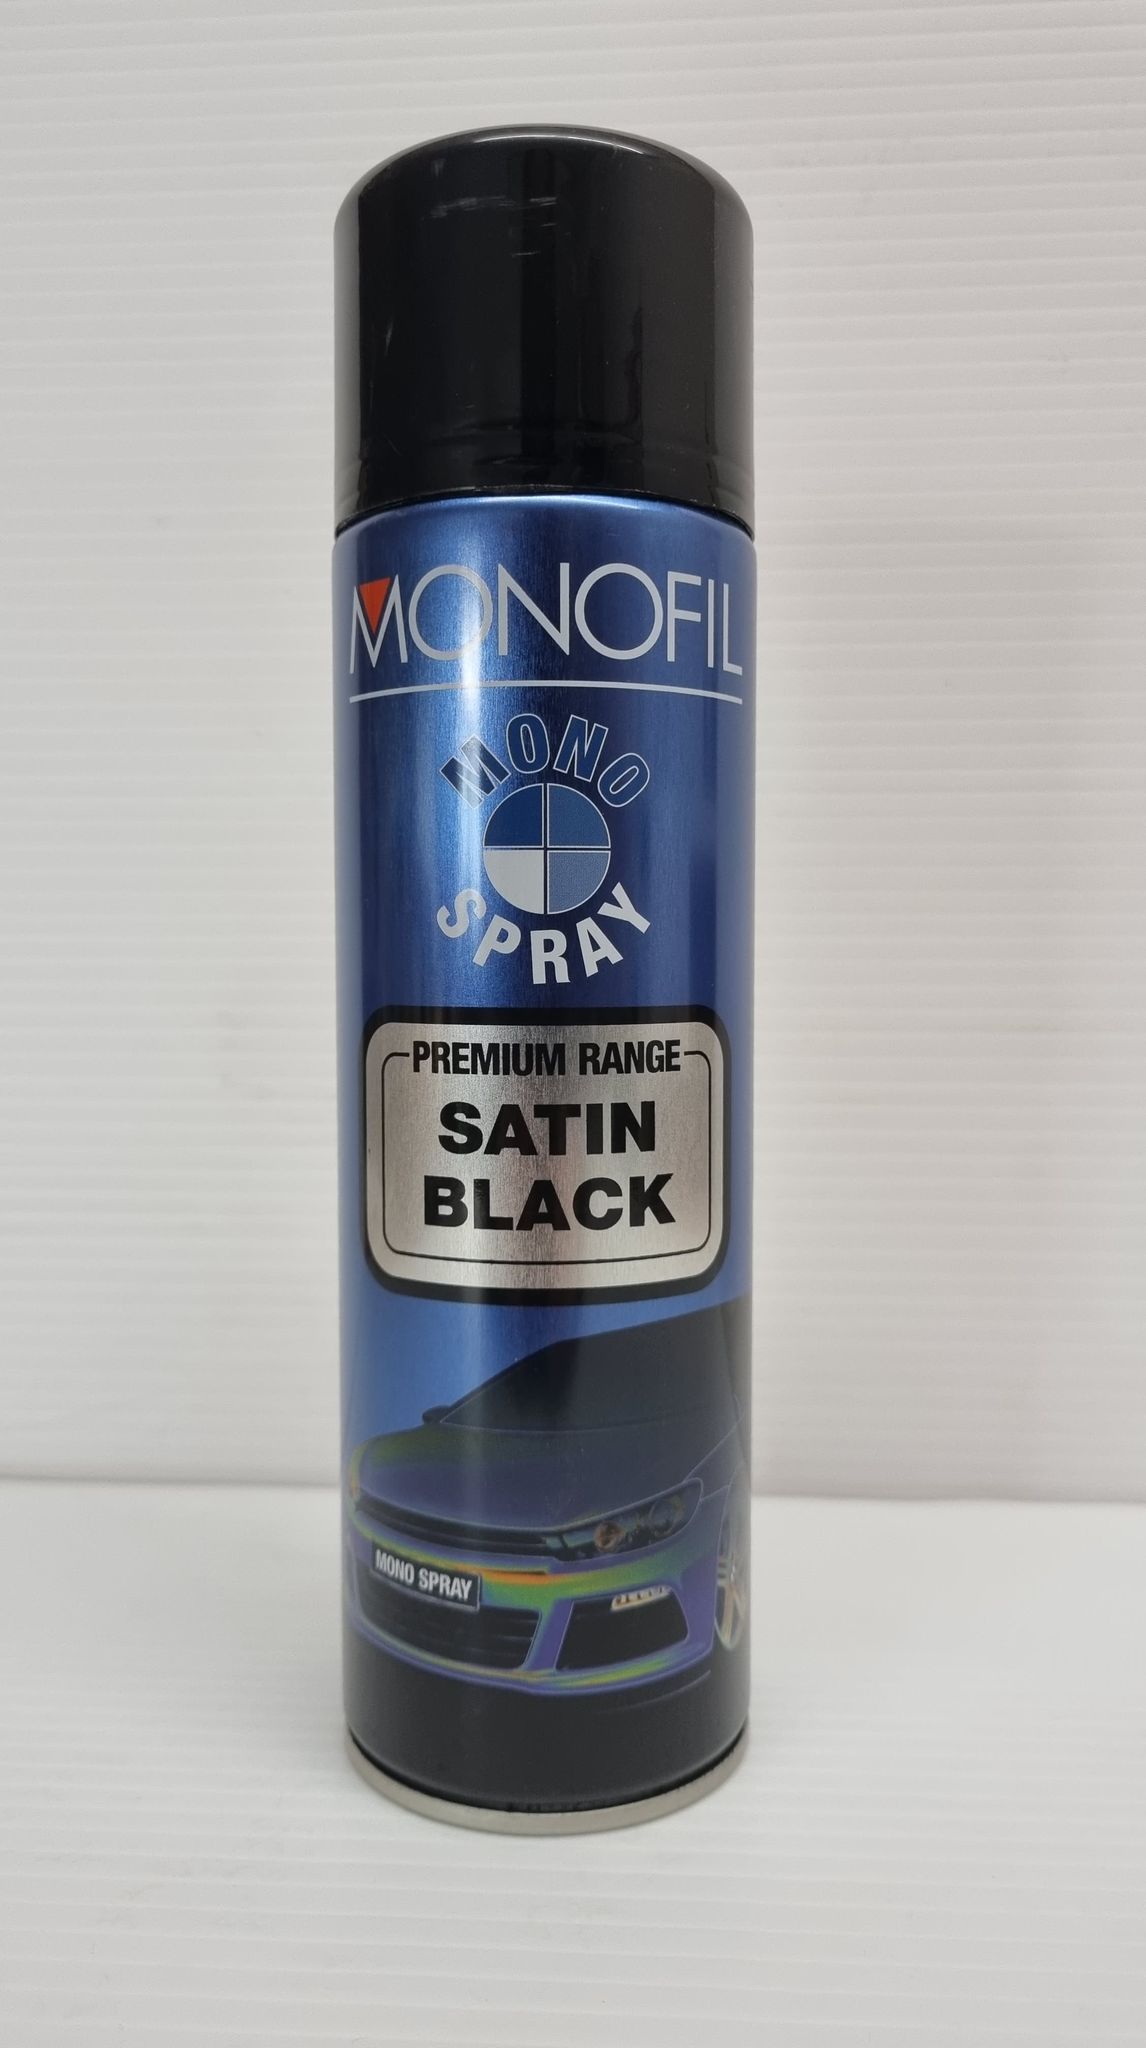 MONOFIL
MONO
SPRAY
PREMIUM RANGE
SATIN
BLACK
MONO SPRAY